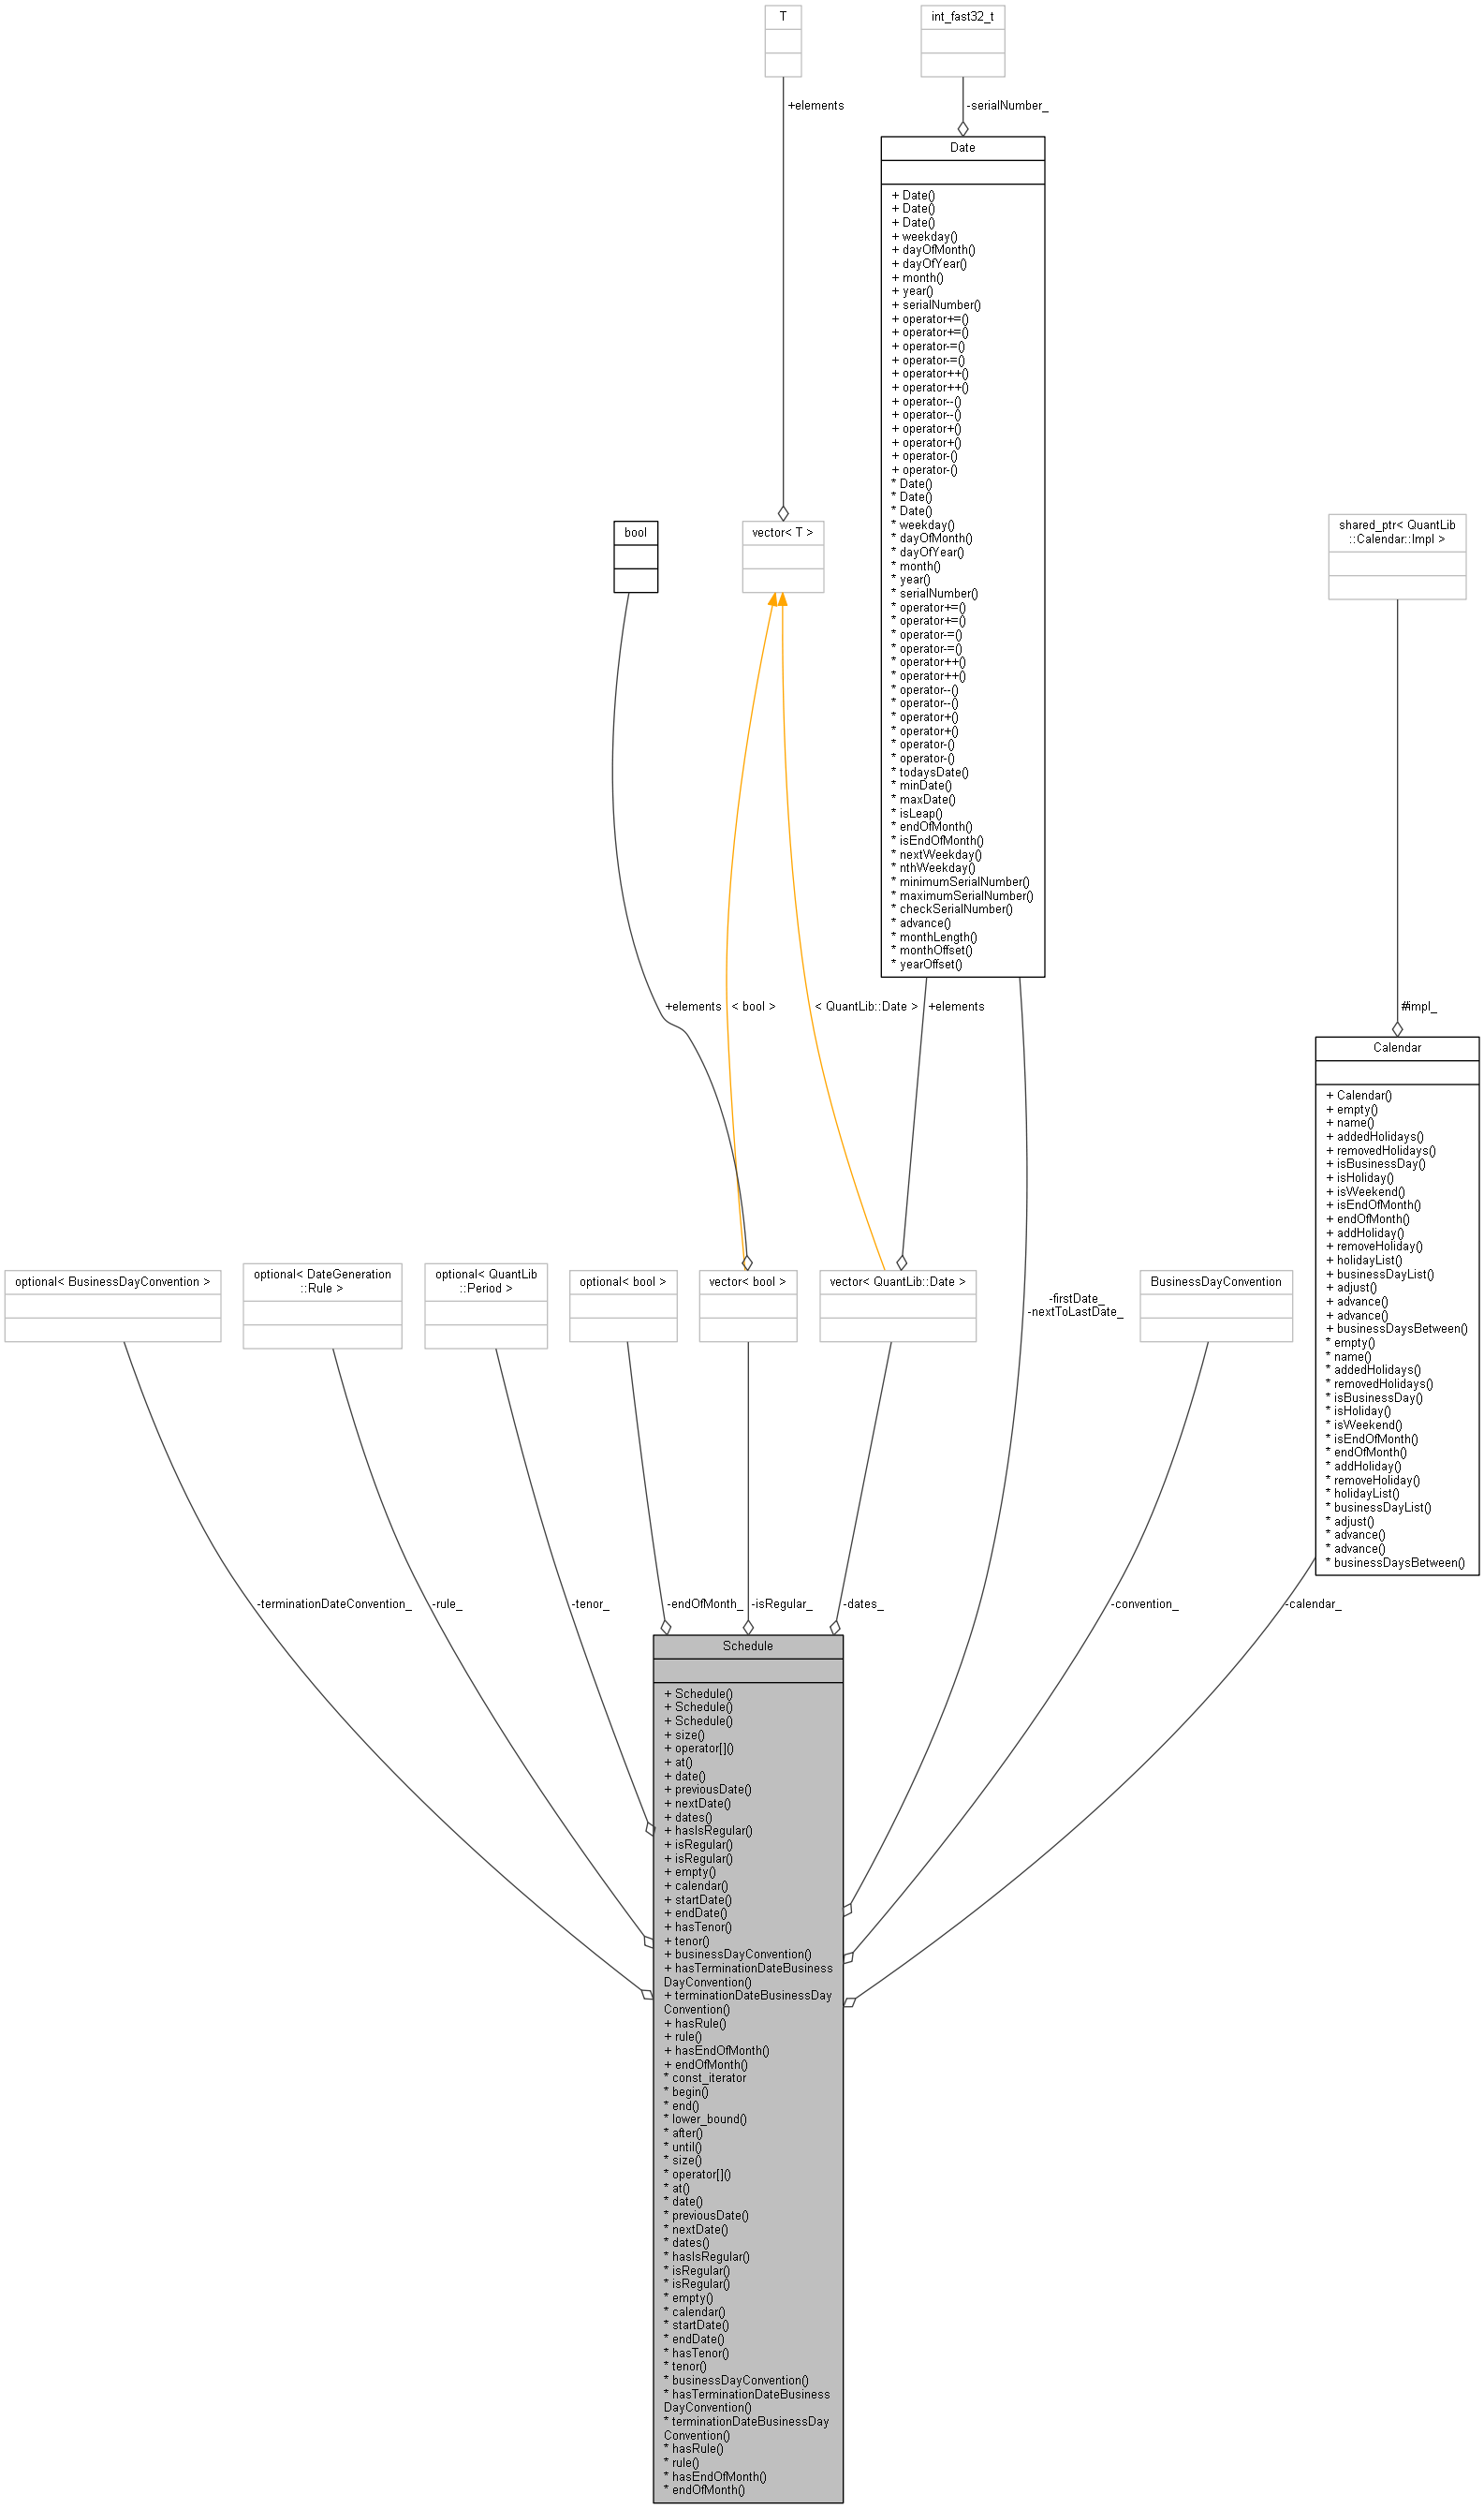 T
int_fast32_t
+elements
-serialNumber_
Date
+ Date()
+ Date()
+ Date()
+ weekday()
+ dayOfMonth()
+ dayOfYear()
+ month()
+ year()
+ serialNumber()
+ operator+=()
+ operator+=()
+ operator-=()
+ operator-=()
+ operator++()
+ operator++()
+ operator--()
+ operator--()
+ operator+()
+ operator+()
+ operator-()
+ operator-()
* Date()
* Date()
* Date()
* weekday()
* dayOfMonth()
* dayOfYear()
* month()
* year()
* serialNumber()
* operator+=()
* operator+=()
* operator-=()
* operator-=()
* operator++()
* operator++()
* operator--()
* operator--()
* operator+()
* operator+()
* operator-()
* operator-()
* todaysDate()
* minDate()
* maxDate()
* isLeap()
* endOfMonth()
* isEndOfMonth()
* nextWeekday()
* nthWeekday()
* minimumSerialNumber()
* maximumSerialNumber()
* checkSerialNumber()
* advance()
* monthLength()
* monthOffset()
* yearOffset()
bool
vector< T >
shared_ptr< QuantLib
::Calendar::Impl >
+elements
< bool >
< QuantLib::Date >
+elements
#impl_
Calendar
+ Calendar()
+ empty()
+ name()
+ addedHolidays()
+ removedHolidays()
+ isBusinessDay()
+ isHoliday()
+ isWeekend()
+ isEndOfMonth()
+ endOfMonth()
+ addHoliday()
+ removeHoliday()
+ holidayList()
+ businessDayList()
+ adjust()
+ advance()
+ advance()
+ businessDaysBetween()
* empty()
* name()
* addedHolidays()
* removedHolidays()
* isBusinessDay()
* isHoliday()
* isWeekend()
* isEndOfMonth()
* endOfMonth()
* addHoliday()
* removeHoliday()
* holidayList()
* businessDayList()
* adjust()
* advance()
* advance()
* businessDaysBetween()
optional< BusinessDayConvention >
optional< DateGeneration
::Rule >
optional< QuantLib
::Period >
optional< bool >
vector< bool >
vector< QuantLib::Date >
-firstDate_
-nextToLastDate_
BusinessDayConvention
-terminationDateConvention_
-rule_
-tenor_
-endOfMonth_
-isRegular_
-dates_
-convention_
-calendar_
Schedule
+ Schedule()
+ Schedule()
+ Schedule()
+ size()
+ operator[]()
+ at()
+ date()
+ previousDate()
+ nextDate()
+ dates()
+ hasIsRegular()
+ isRegular()
+ isRegular()
+ empty()
+ calendar()
+ startDate()
+ endDate()
+ hasTenor()
+ tenor()
+ businessDayConvention()
+ hasTerminationDateBusiness
DayConvention()
+ terminationDateBusinessDay
Convention()
+ hasRule()
+ rule()
+ hasEndOfMonth()
+ endOfMonth()
* const_iterator
* begin()
* end()
* lower_bound()
* after()
* until()
* size()
* operator[]()
* at()
* date()
* previousDate()
* nextDate()
* dates()
* hasIsRegular()
* isRegular()
* isRegular()
* empty()
* calendar()
* startDate()
* endDate()
* hasTenor()
* tenor()
* businessDayConvention()
* hasTerminationDateBusiness
DayConvention()
* terminationDateBusinessDay
Convention()
* hasRule()
* rule()
* hasEndOfMonth()
* endOfMonth()